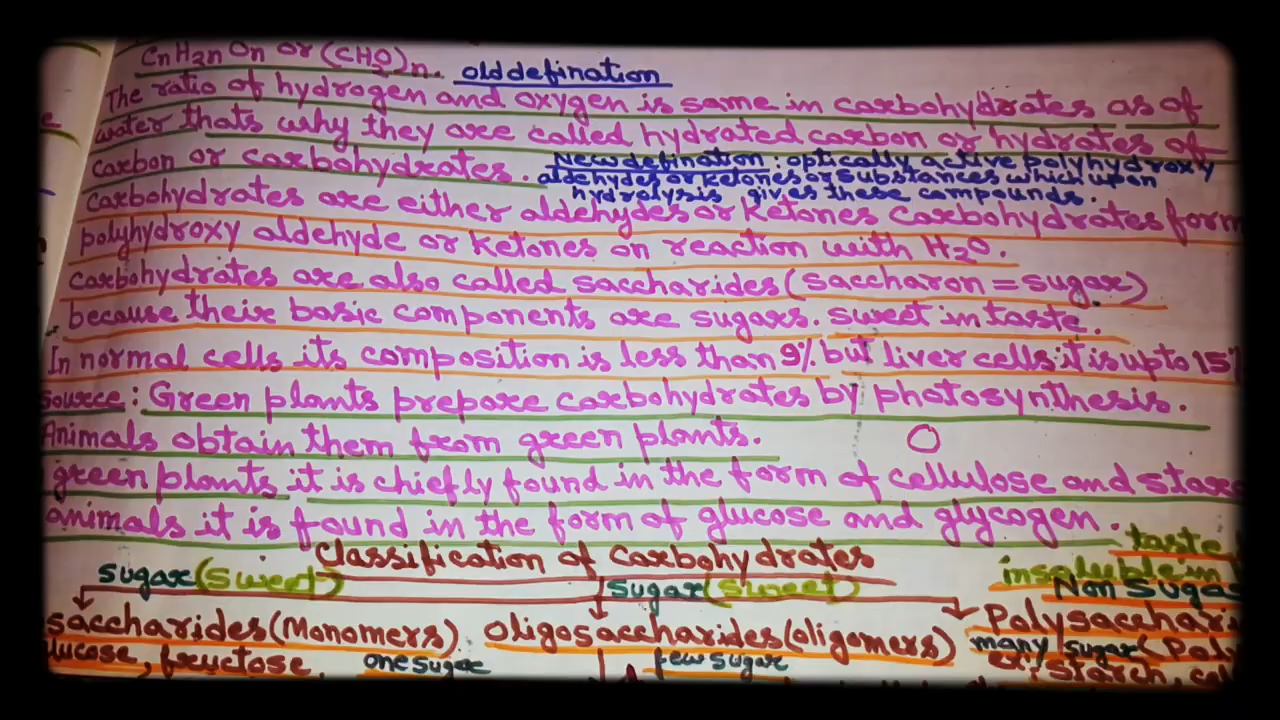 CnH2nOn or (CH2O)n. old defination
The ratio of hydrogen and oxygen is same in carbohydrates as of
water thats why they are called hydrated carbon or hydrates of
carbon or carbohydrates.
New defination: optically active polyhydroxy
aldehydes or ketones or substances which upon
hydrolysis gives these compounds.
carbohydrates are either aldehydes or Ketones Carbohydrates form
polyhydroxy aldehyde or Ketones on reaction with H2O.
carbohydrates are also called saccharides (saccharon = sugar)
because their basic components are sugars. sweet in taste.
In normal cells its composition is less than 9% but liver cells it is upto 15%
Source: Green plants prepare carbohydrates by photosynthesis.
Animals obtain them from green plants.
green plants it is chiefly found in the form of cellulose and
animals it is found in the form of glucose and glycogen.
Classification of Carbohydrates
taste
insoluble in
sugar (sweet) Sugar (sweet) Non Suga
saccharides (Monomers) Oligosaccharides (oligomers) Polysacchari
glucose, fructose. one sugar few sugar many sugar (Pol
ex: starch, cel